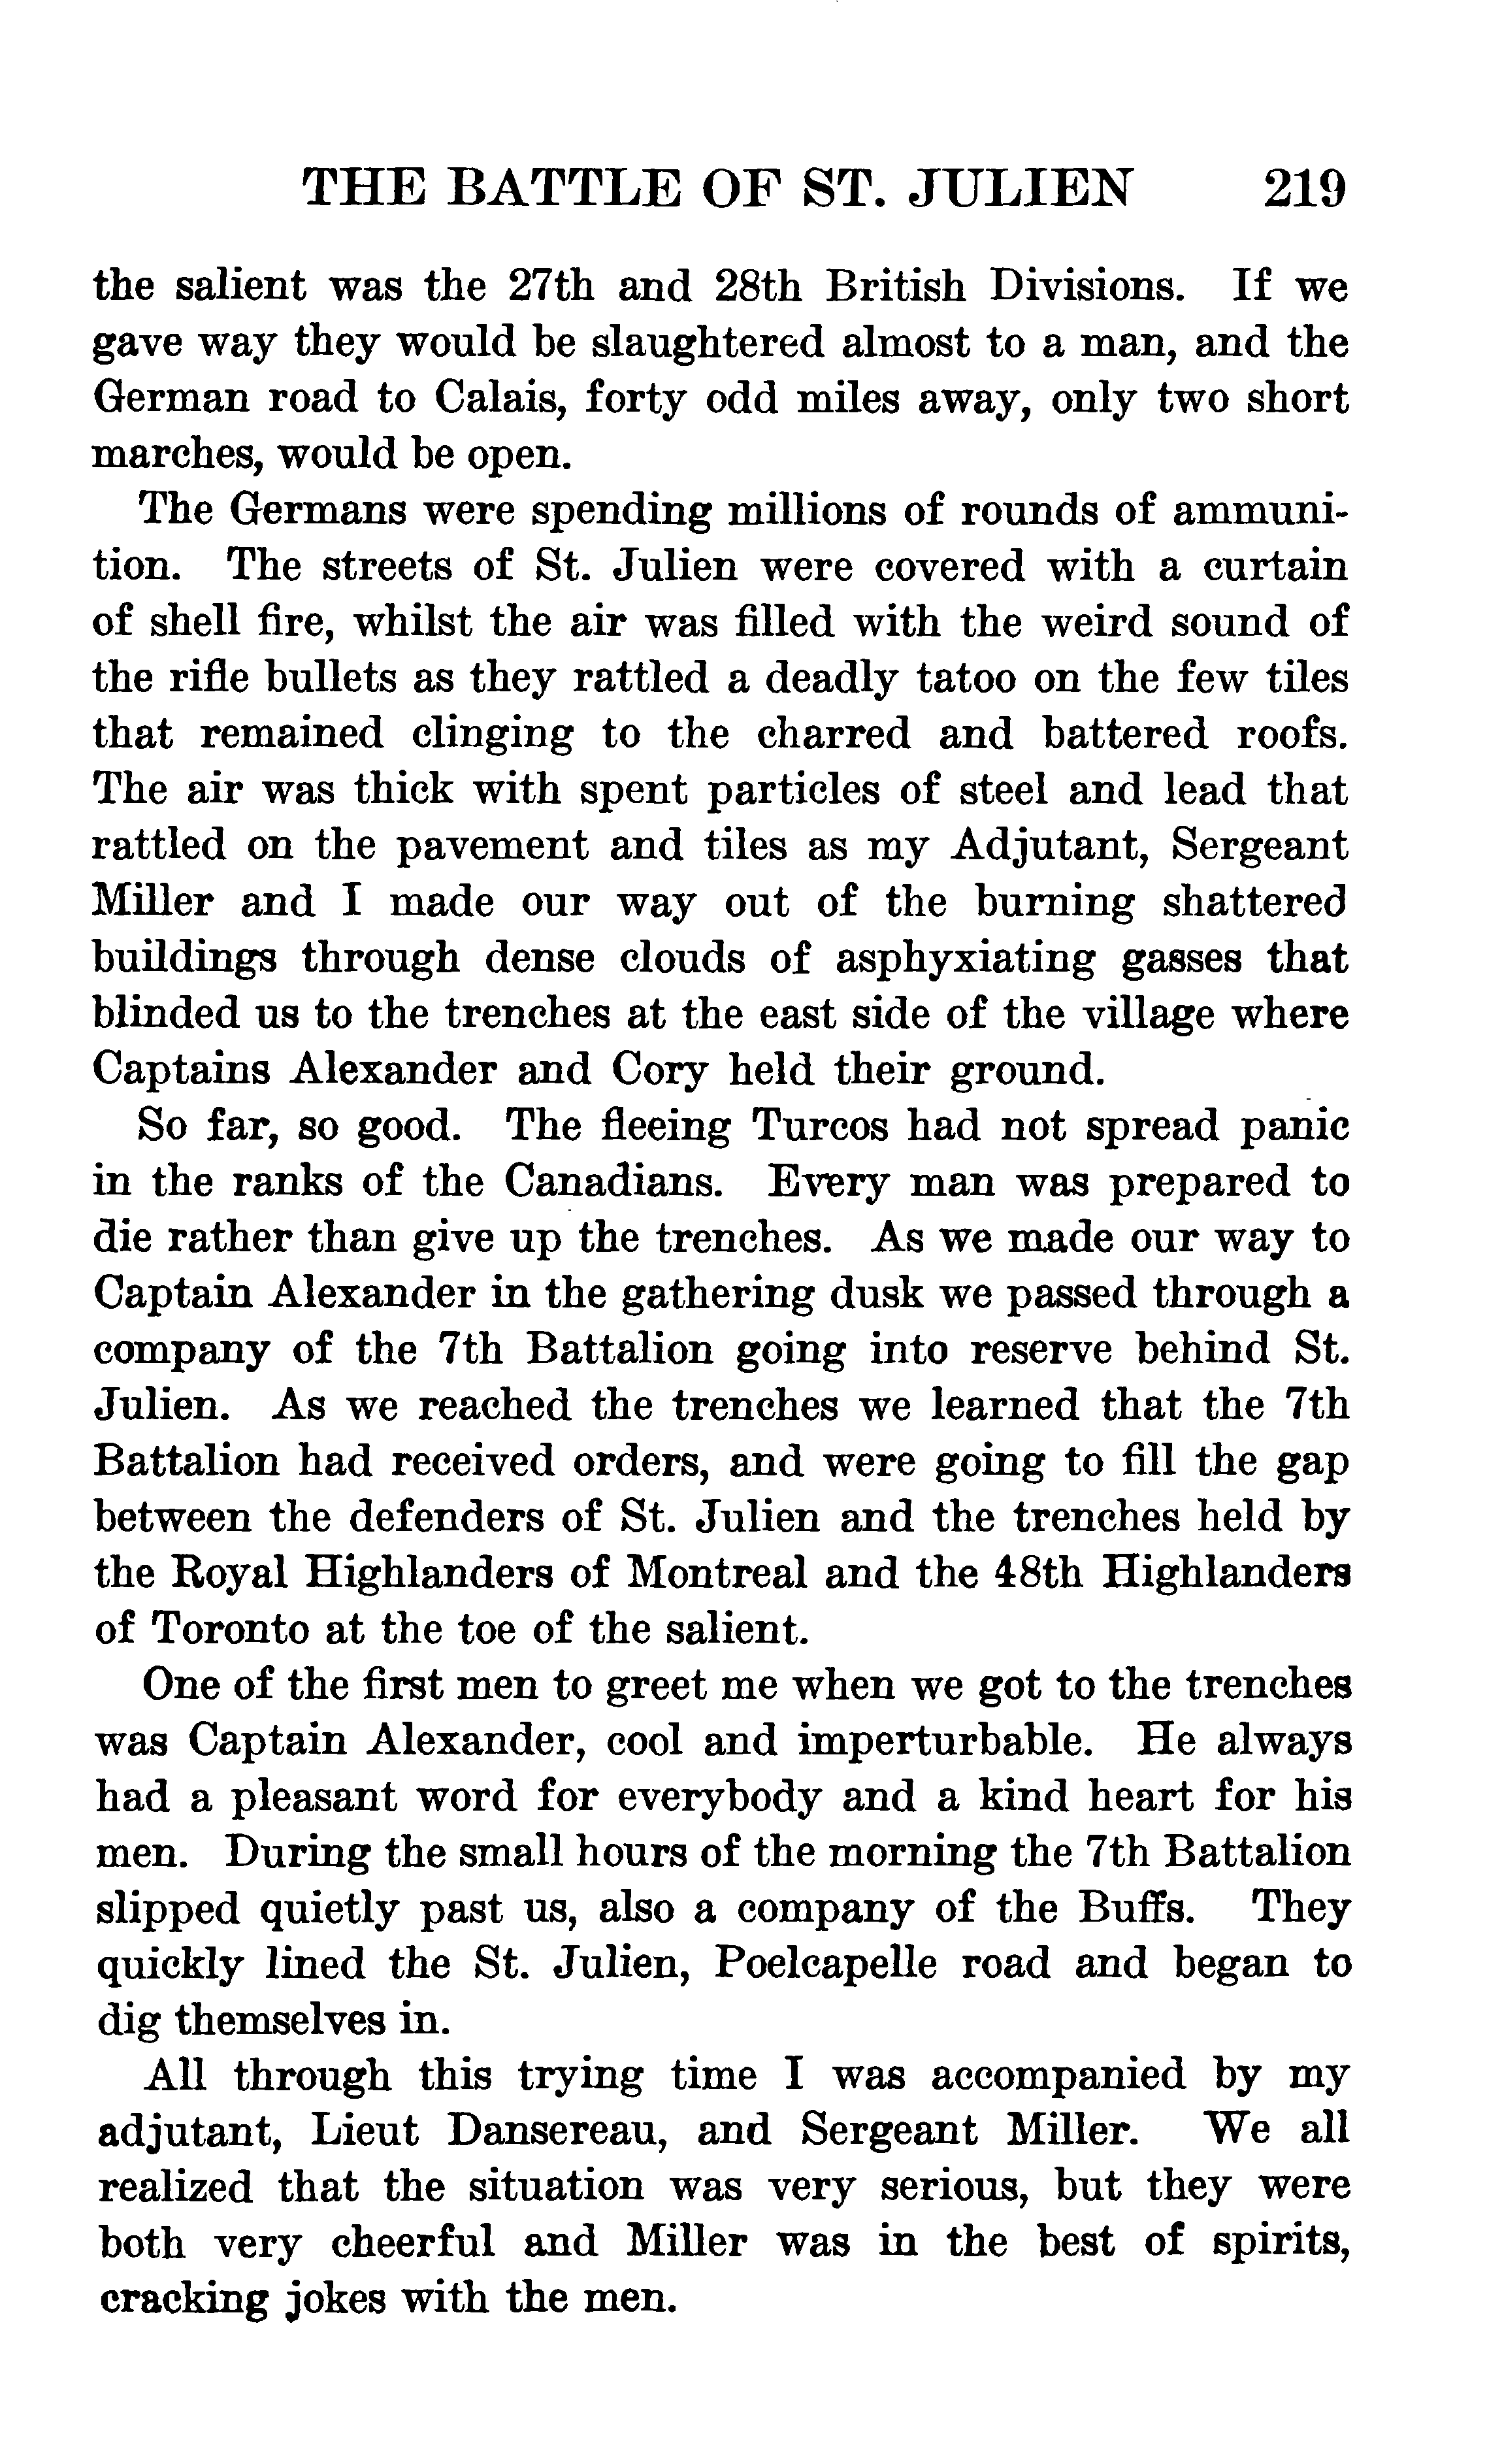 THE BATTLE OF ST. JULIEN 219
the salient was the 27th and 28th British Divisions. If we
gave way they would be slaughtered almost to a man, and the
German road to Calais, forty odd miles away, only two short
marches, would be open.
The Germans were spending millions of rounds of ammuni-
tion. The streets of St. Julien were covered with a curtain
of shell fire, whilst the air was filled with the weird sound of
the rifle bullets as they rattled a deadly tatoo on the few tiles
that remained clinging to the charred and battered roofs.
The air was thick with spent particles of steel and lead that
rattled on the pavement and tiles as my Adjutant, Sergeant
Miller and I made our way out of the burning shattered
buildings through dense clouds of asphyxiating gasses that
blinded us to the trenches at the east side of the village where
Captains Alexander and Cory held their ground.
So far, so good. The fleeing Turcos had not spread panic
in the ranks of the Canadians. Every man was prepared to
die rather than give up the trenches. As we made our way to
Captain Alexander in the gathering dusk we passed through a
company of the 7th Battalion going into reserve behind St.
Julien. As we reached the trenches we learned that the 7th
Battalion had received orders, and were going to fill the gap
between the defenders of St. Julien and the trenches held by
the Royal Highlanders of Montreal and the 48th Highlanders
of Toronto at the toe of the salient.
One of the first men to greet me when we got to the trenches
was Captain Alexander, cool and imperturbable. He always
had a pleasant word for everybody and a kind heart for his
men. During the small hours of the morning the 7th Battalion
slipped quietly past us, also a company of the Buffs. They
quickly lined the St. Julien, Poelcapelle road and began to
dig themselves in.
All through this trying time I was accompanied by my
adjutant, Lieut Dansereau, and Sergeant Miller. We all
realized that the situation was very serious, but they were
both very cheerful and Miller was in the best of spirits,
cracking jokes with the men.